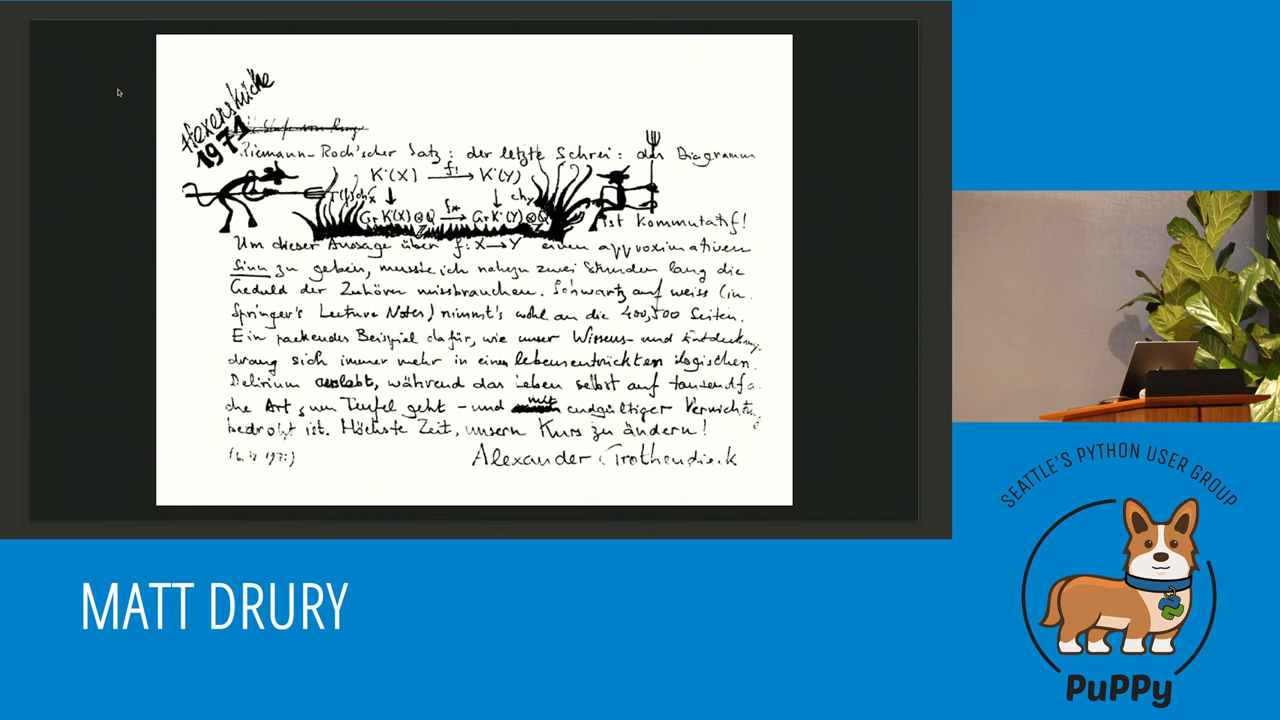 Hexenküche
1971
Riemann-Roch'scher Satz: der letzte Schrei: das Diagramm
K·(X) f! → K·(Y)
ch
Gr K·(X)⊗Q f* → Gr K·(Y)⊗Q
ist kommutatif!
Um dieser Aussage über f: X → Y einen approximativen
Sinn zu geben, musste ich nahezu zwei Stunden lang die
Geduld der Zuhörer missbrauchen. Schwartz auf weiss (in
Springer's Lecture Notes) nimmt's wohl an die 400, 500 Seiten.
Ein packendes Beispiel dafür, wie unser Wissens- und Entdeckungs
drang sich immer mehr in einem lebensentrückten logischen
Delirium auslebt, während das Leben selbst auf tausendfa
che Art zum Teufel geht - und mit endgültiger Vernichtung
bedroht ist. Höchste Zeit, unsern Kurs zu ändern!
Alexander Grothendieck
MATT DRURY
SEATTLE'S PYTHON USER GROUP
PuPPy